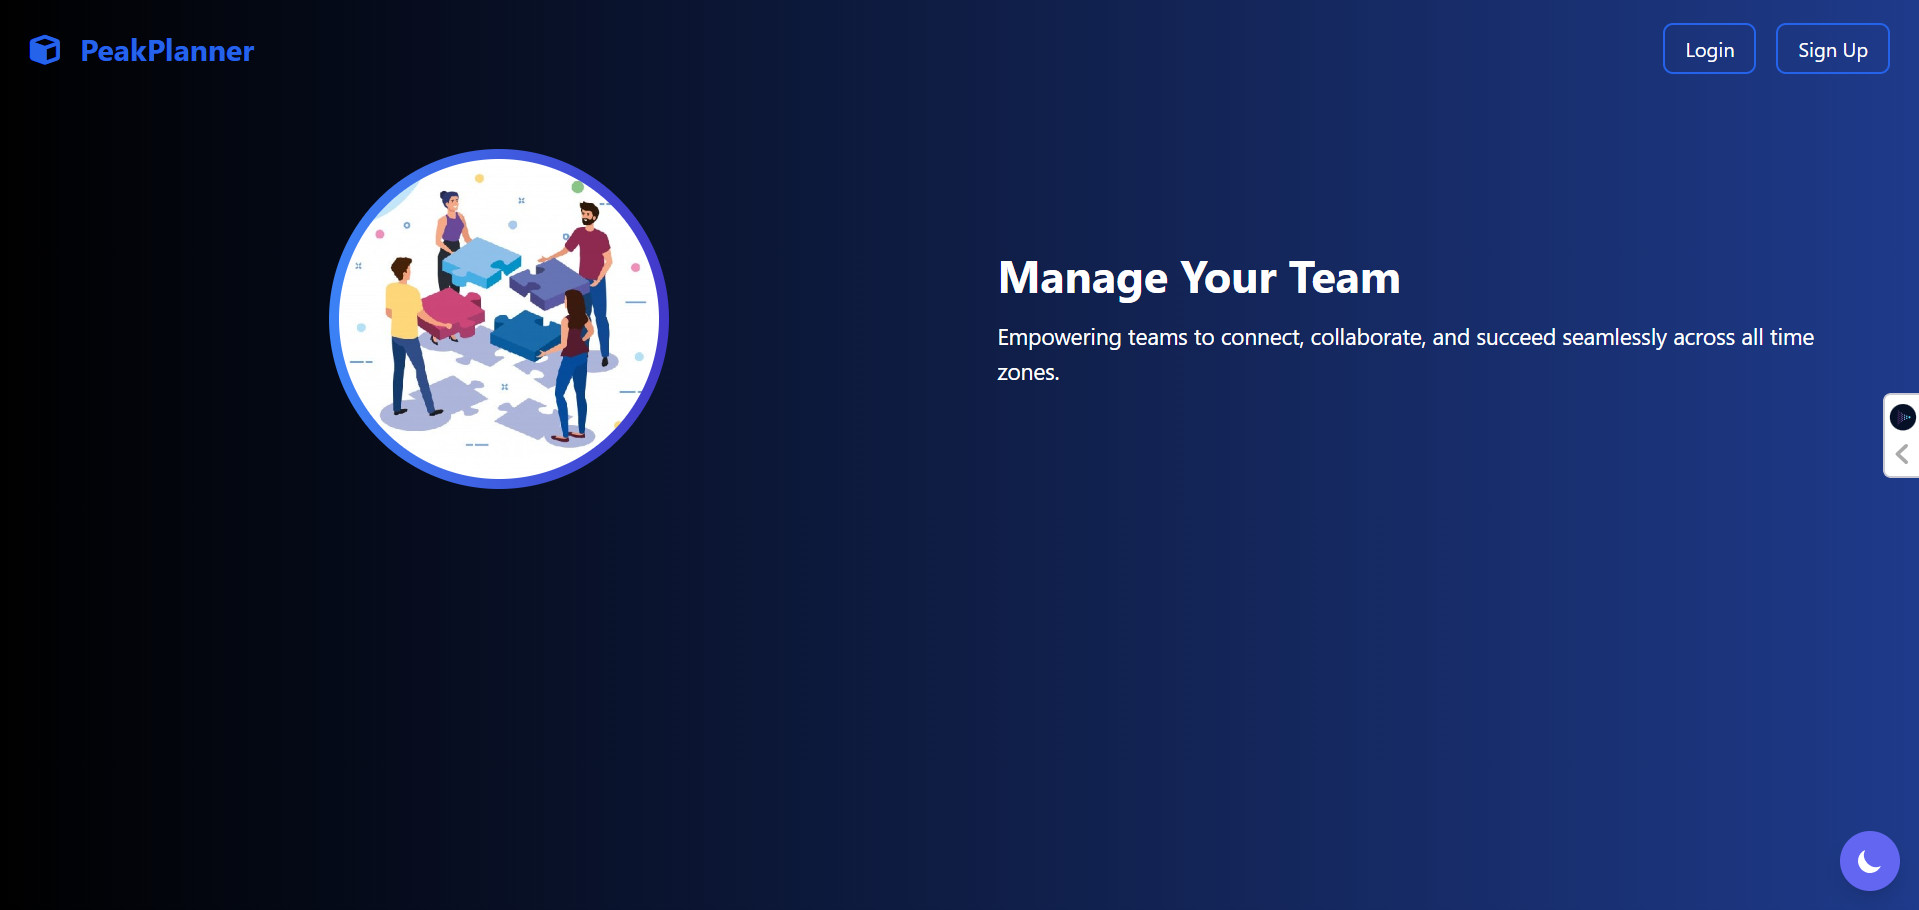 PeakPlanner
Login
Sign Up
Manage Your Team
Empowering teams to connect, collaborate, and succeed seamlessly across all time
zones.